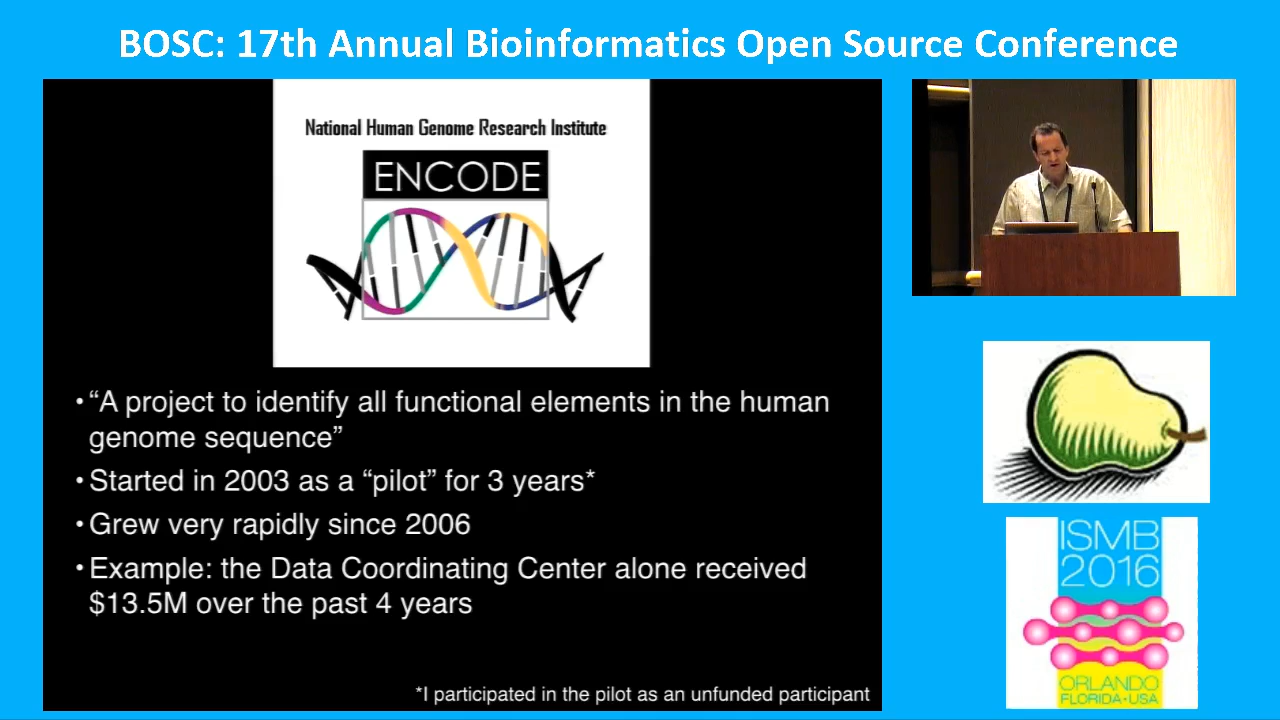 BOSC: 17th Annual Bioinformatics Open Source Conference
National Human Genome Research Institute
ENCODE
• “A project to identify all functional elements in the human
genome sequence”
• Started in 2003 as a “pilot” for 3 years*
• Grew very rapidly since 2006
• Example: the Data Coordinating Center alone received
$13.5M over the past 4 years
*I participated in the pilot as an unfunded participant
ISMB
2016
ORLANDO
FLORIDA•USA